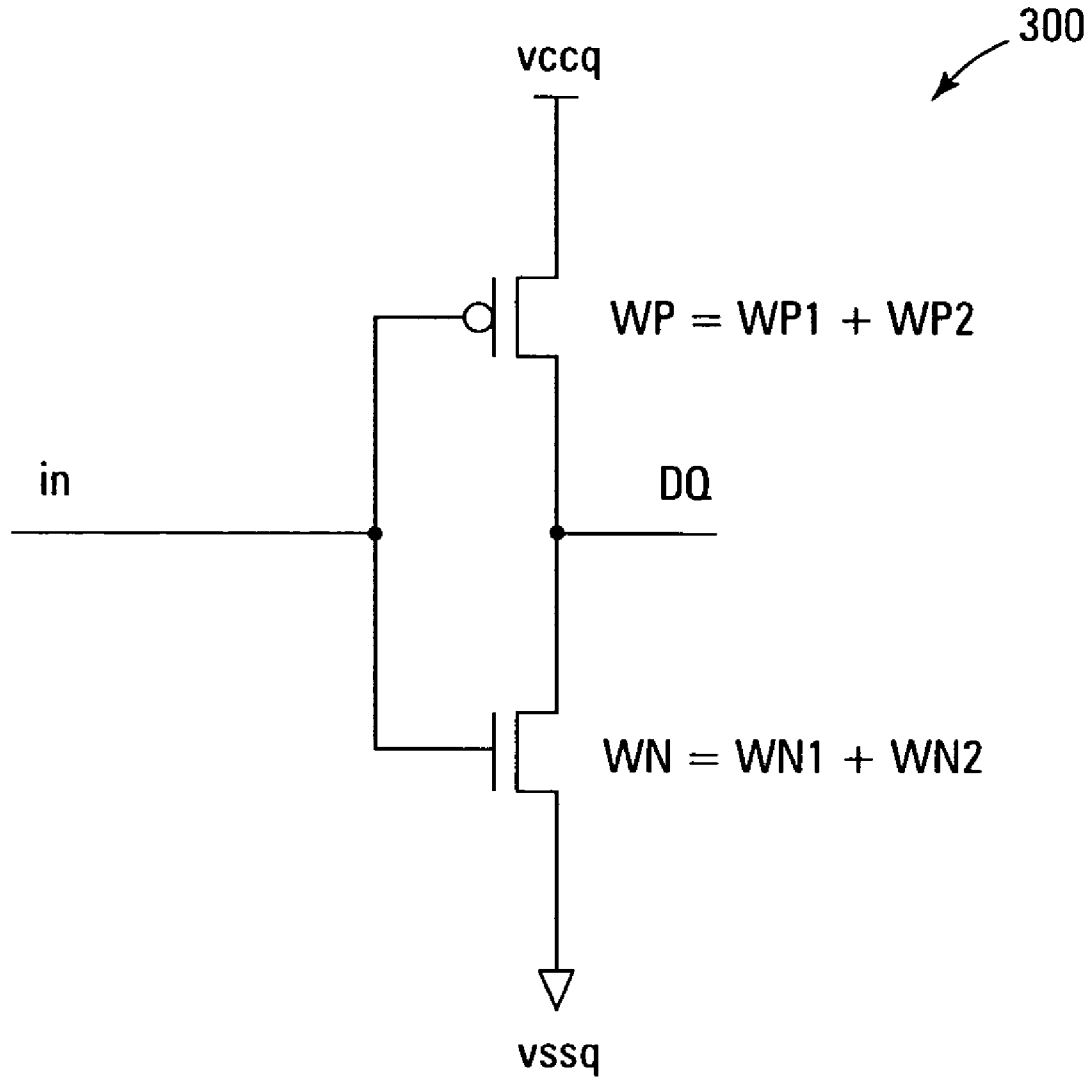 300
vccq
WP = WP1 + WP2
in
DQ
WN = WN1 + WN2
vssq